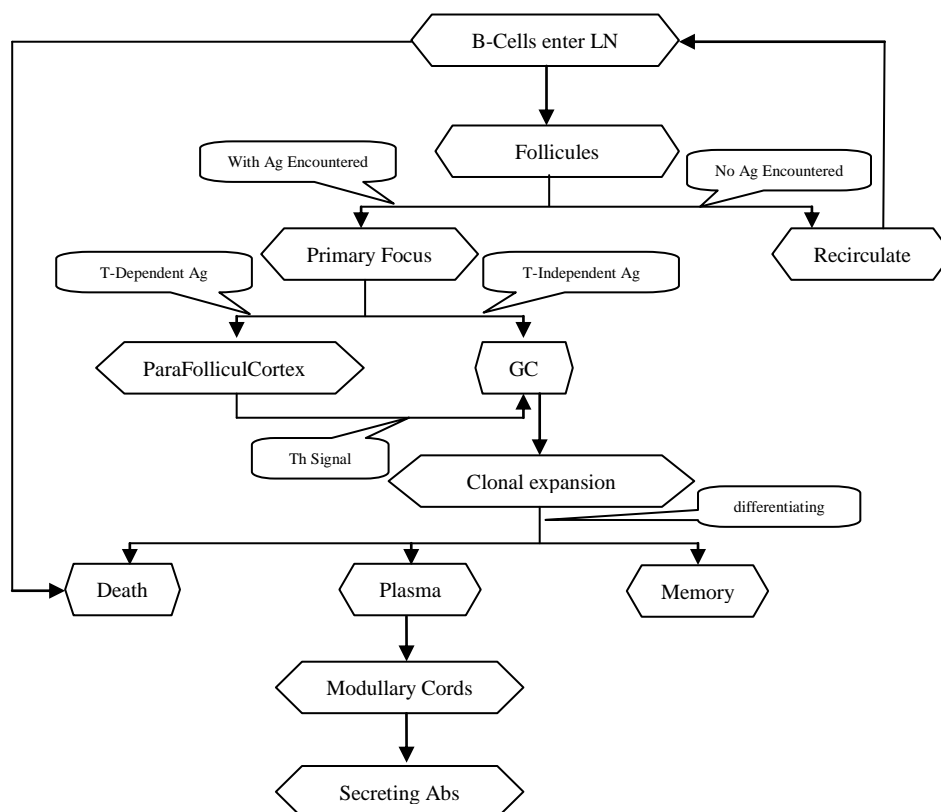 B-Cells enter LN
Follicules
With Ag Encountered
No Ag Encountered
Primary Focus
Recirculate
T-Dependent Ag
T-Independent Ag
ParaFolliculCortex
GC
Th Signal
Clonal expansion
differentiating
Death
Plasma
Memory
Modullary Cords
Secreting Abs